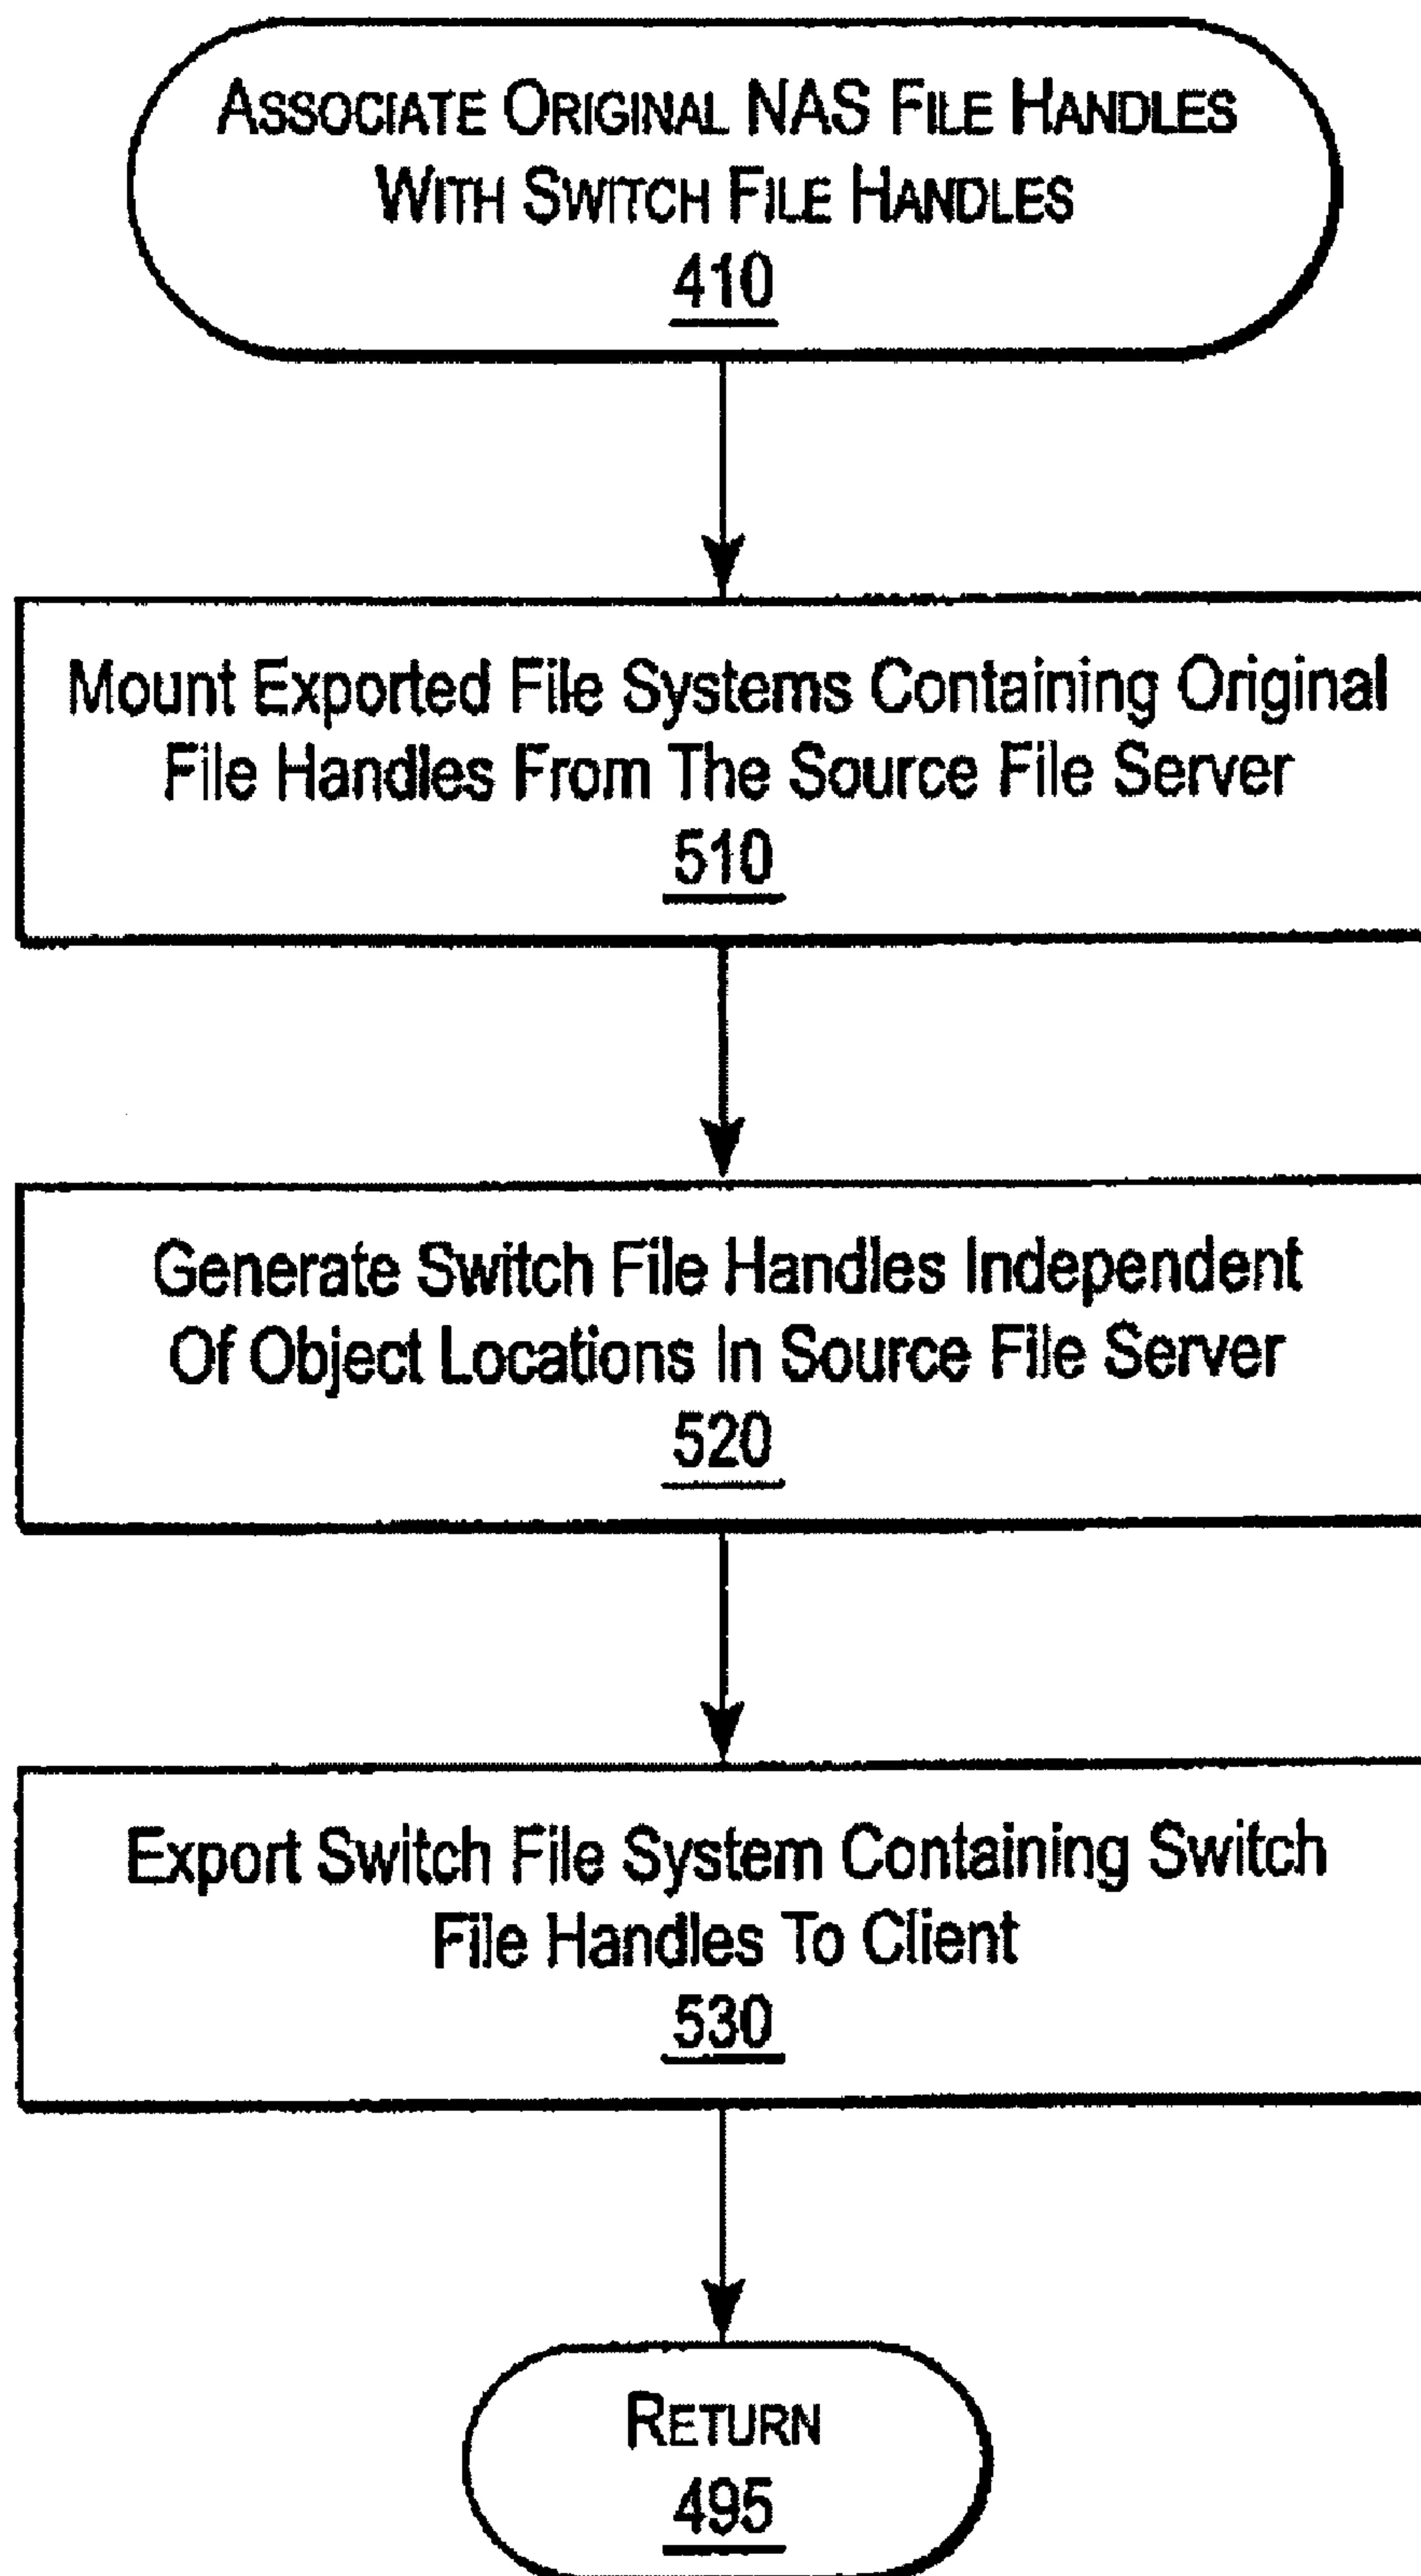 ASSOCIATE ORIGINAL NAS FILE HANDLES
WITH SWITCH FILE HANDLES
410
Mount Exported File Systems Containing Original
File Handles From The Source File Server
510
Generate Switch File Handles Independent
Of Object Locations In Source File Server
520
Export Switch File System Containing Switch
File Handles To Client
530
RETURN
495